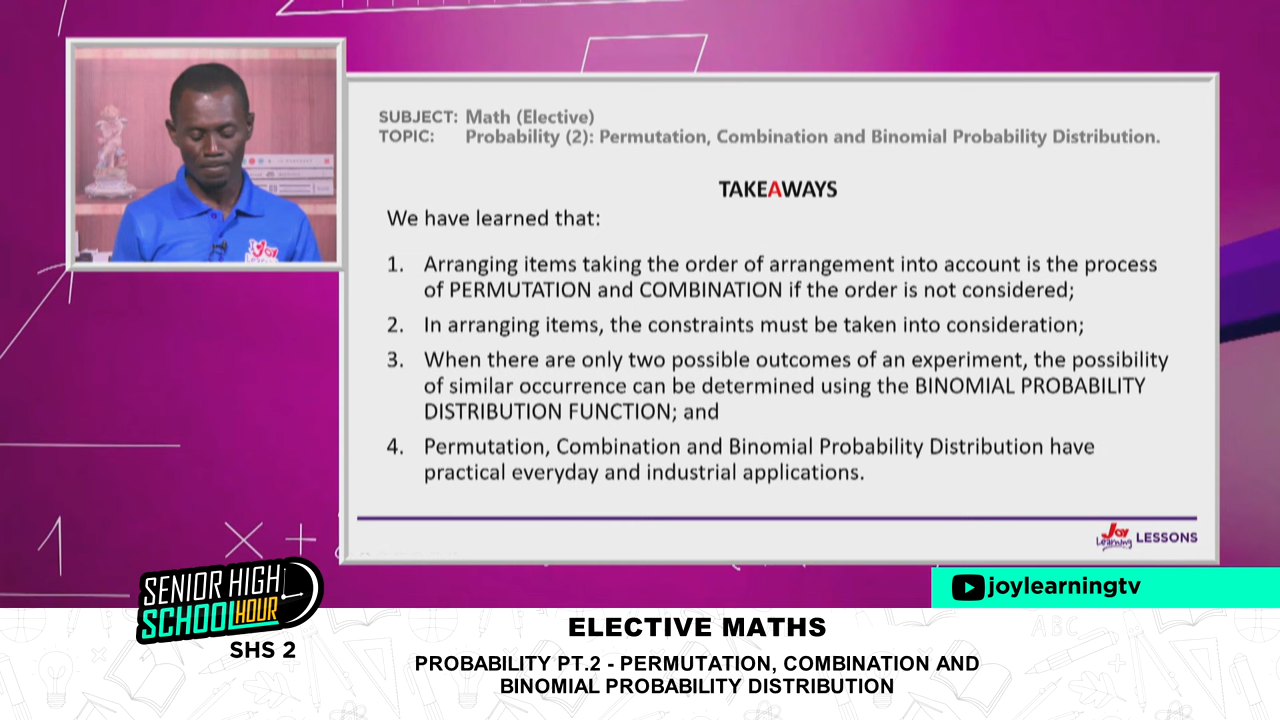 SUBJECT: Math (Elective)
TOPIC: Probability (2): Permutation, Combination and Binomial Probability Distribution.
TAKEAWAYS
We have learned that:
1. Arranging items taking the order of arrangement into account is the process
of PERMUTATION and COMBINATION if the order is not considered;
2. In arranging items, the constraints must be taken into consideration;
3. When there are only two possible outcomes of an experiment, the possibility
of similar occurrence can be determined using the BINOMIAL PROBABILITY
DISTRIBUTION FUNCTION; and
4. Permutation, Combination and Binomial Probability Distribution have
practical everyday and industrial applications.
Joy
Learning LESSONS
joylearningtv
SENIOR HIGH
SCHOOL HOUR
SHS 2
ELECTIVE MATHS
PROBABILITY PT.2 - PERMUTATION, COMBINATION AND
BINOMIAL PROBABILITY DISTRIBUTION
ABC